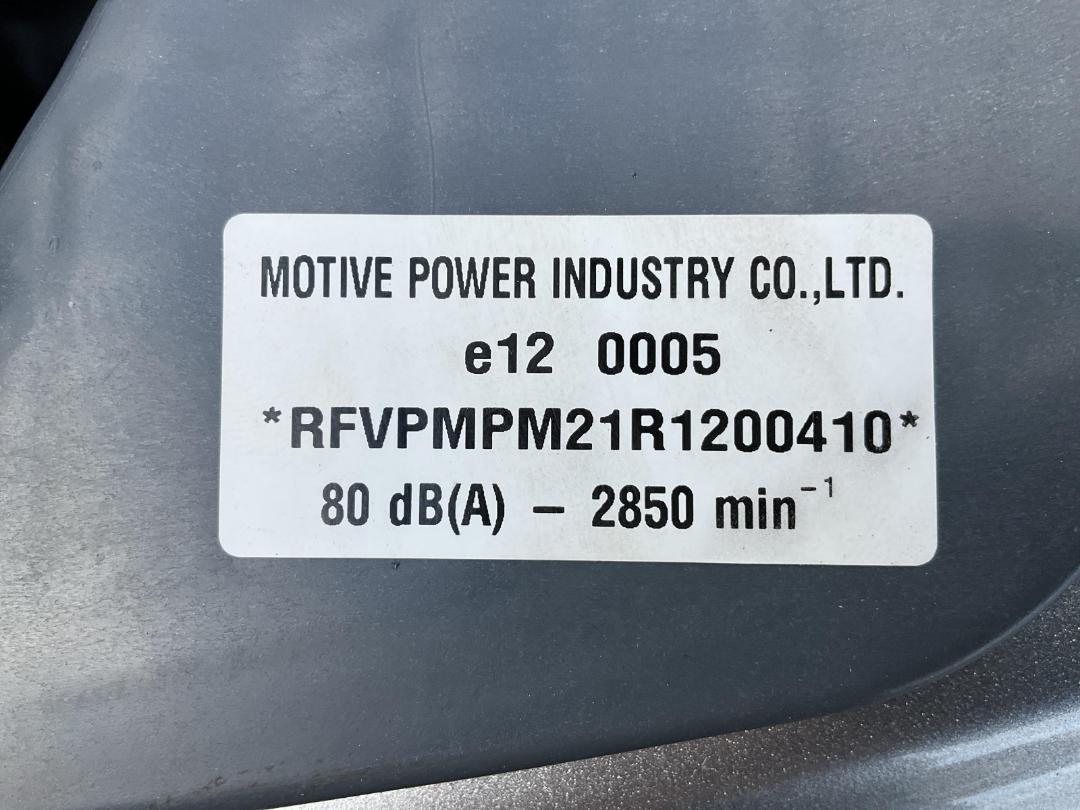 MOTIVE POWER INDUSTRY CO.,LTD.
e12 0005
*RFVPMPM21R1200410*
80 dB(A) – 2850 min⁻¹